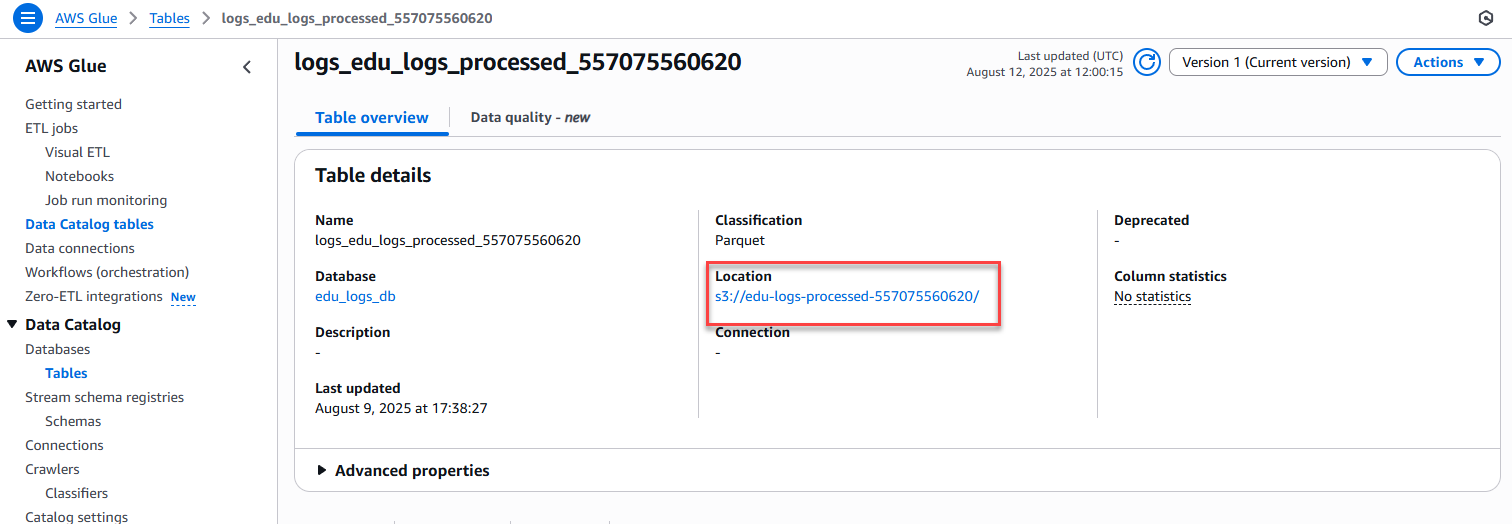 AWS Glue > Tables > logs_edu_logs_processed_557075560620
AWS Glue
Getting started
ETL jobs
Visual ETL
Notebooks
Job run monitoring
Data Catalog tables
Data connections
Workflows (orchestration)
Zero-ETL integrations New
Data Catalog
Databases
Tables
Stream schema registries
Schemas
Connections
Crawlers
Classifiers
Catalog settings
logs_edu_logs_processed_557075560620
Last updated (UTC)
August 12, 2025 at 12:00:15
Version 1 (Current version)
Actions
Table overview
Data quality - new
Table details
Name
logs_edu_logs_processed_557075560620
Database
edu_logs_db
Description
-
Last updated
August 9, 2025 at 17:38:27
Classification
Parquet
Location
s3://edu-logs-processed-557075560620/
Connection
-
Deprecated
-
Column statistics
No statistics
Advanced properties